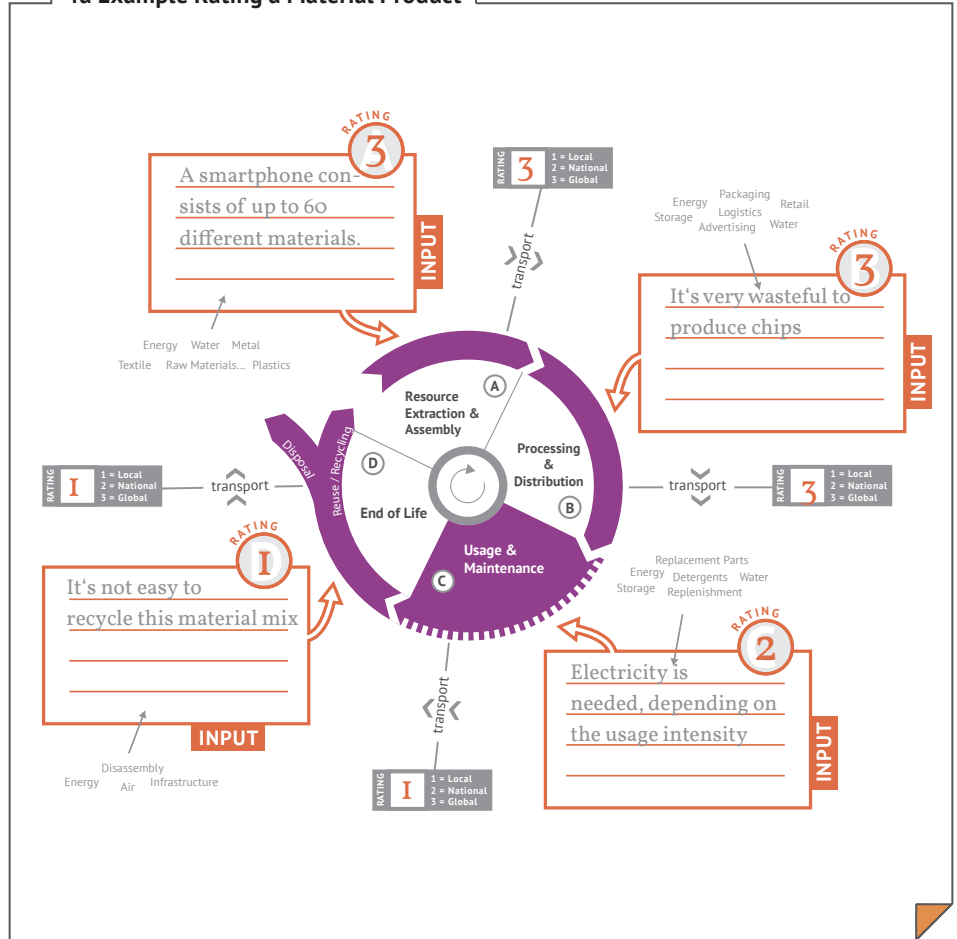 4a Example Rating a Material Product
RATING
3
A smartphone con-
sists of up to 60
different materials.
INPUT
Energy Water Metal
Textile Raw Materials... Plastics
RATING
3
1 = Local
2 = National
3 = Global
transport
Packaging
Energy Retail
Logistics
Storage Water
Advertising
RATING
3
It's very wasteful to
produce chips
INPUT
A
Resource
Extraction &
Assembly
Processing
&
Distribution
B
D
End of Life
Usage &
Maintenance
C
Disposal
Reuse / Recycling
RATING
1
1 = Local
2 = National
3 = Global
transport
transport
RATING
3
1 = Local
2 = National
3 = Global
RATING
1
It's not easy to
recycle this material mix
INPUT
Disassembly
Energy Infrastructure
Air
Replacement Parts
Energy Detergents Water
Storage Replenishment
RATING
2
Electricity is
needed, depending on
the usage intensity
INPUT
transport
RATING
1
1 = Local
2 = National
3 = Global